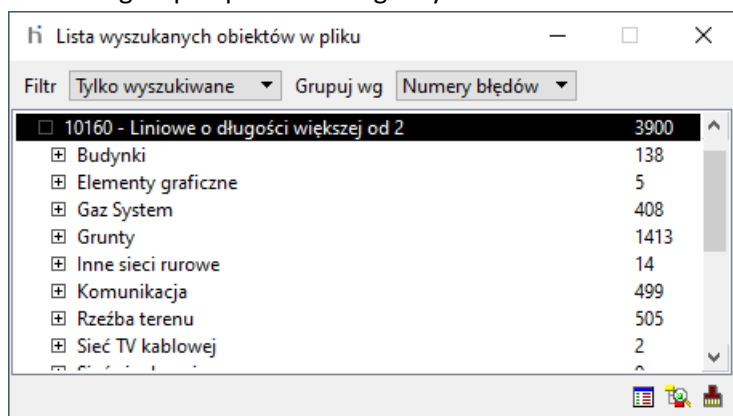 hi Lista wyszukanych obiektów w pliku
Filtr Tylko wyszukiwane Grupuj wg Numery błędów
10160 - Liniowe o długości większej od 2 3900
Budynki 138
Elementy graficzne 5
Gaz System 408
Grunty 1413
Inne sieci rurowe 14
Komunikacja 499
Rzeźba terenu 505
Sieć TV kablowej 2